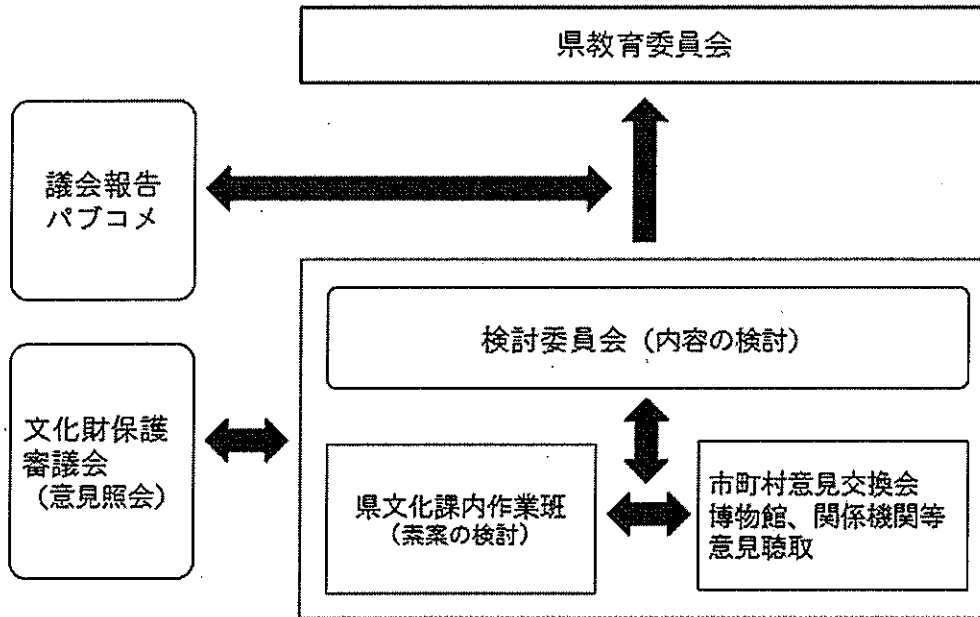 県教育委員会
議会報告
パブコメ
検討委員会（内容の検討）
文化財保護
審議会
（意見照会）
県文化課内作業班
（素案の検討）
市町村意見交換会
博物館、関係機関等
意見聴取